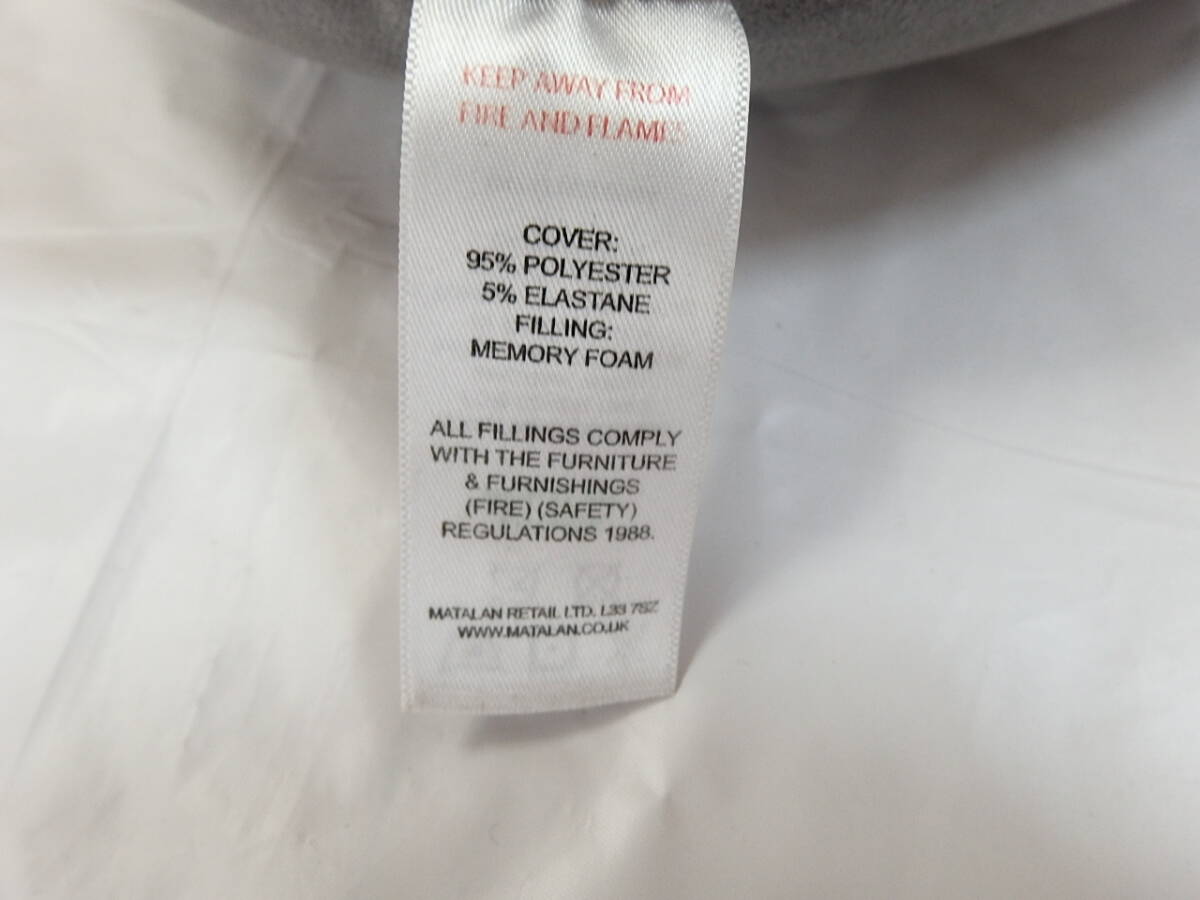 KEEP AWAY FROM
FIRE AND FLAMES
COVER:
95% POLYESTER
5% ELASTANE
FILLING:
MEMORY FOAM
ALL FILLINGS COMPLY
WITH THE FURNITURE
& FURNISHINGS
(FIRE) (SAFETY)
REGULATIONS 1988.
MATALAN RETAIL LTD. L33 7SZ
WWW.MATALAN.CO.UK